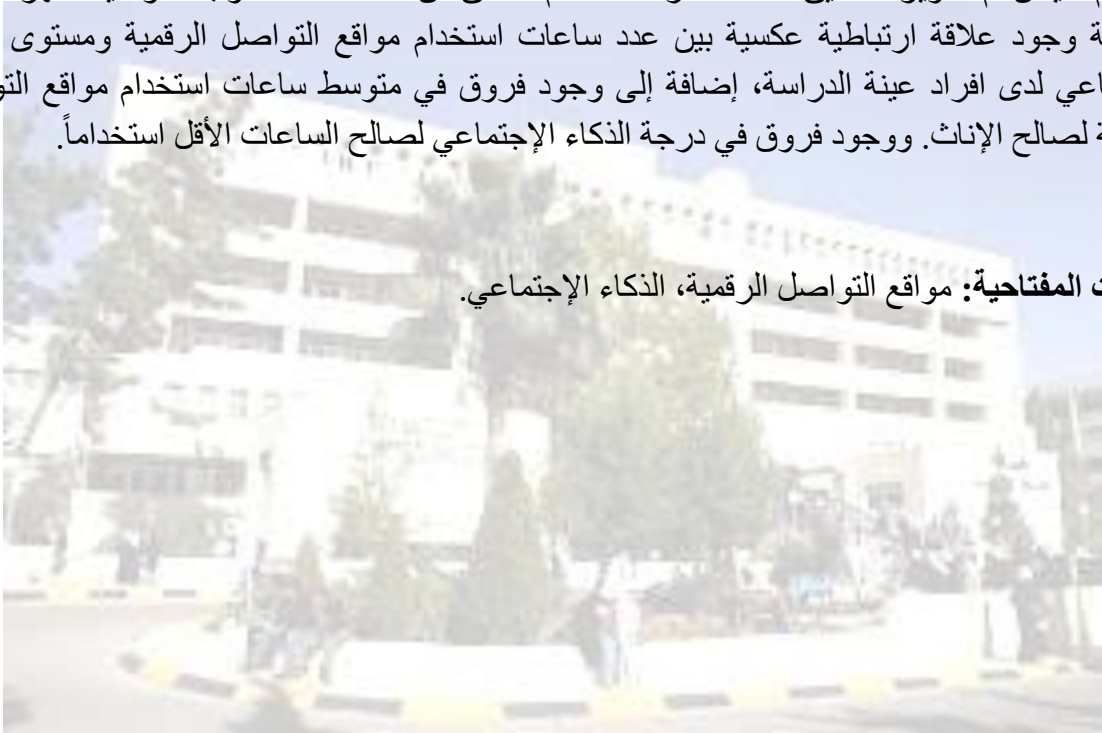 وجود علاقة ارتباطية عكسية بين عدد ساعات استخدام مواقع التواصل الرقمية ومستوى
لدى افراد عينة الدراسة، إضافة إلى وجود فروق في متوسط ساعات استخدام مواقع
لصالح الإناث. ووجود فروق في درجة الذكاء الإجتماعي لصالح الساعات الأقل استخداماً.
المفتاحية: مواقع التواصل الرقمية، الذكاء الإجتماعي.